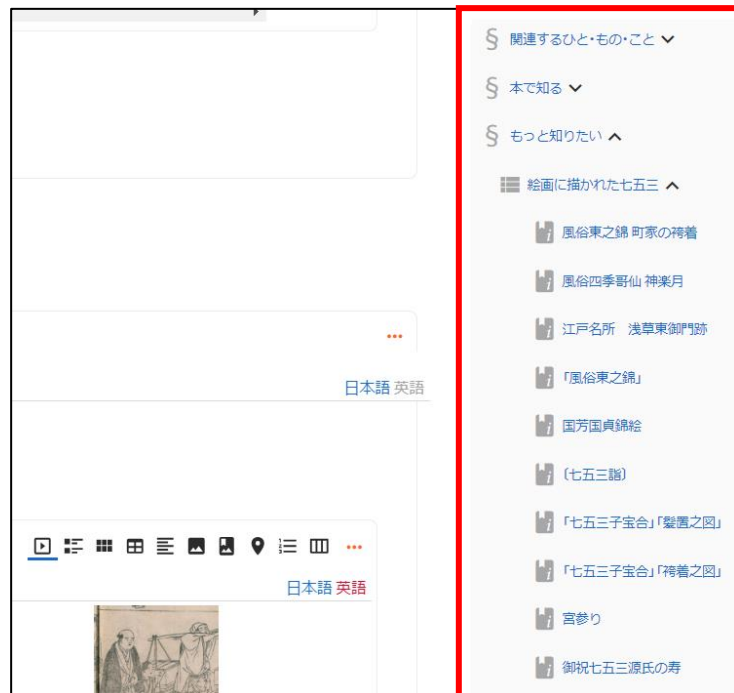 日本語 英語
日本語 英語
関連するひと・もの・こと
本で知る
もっと知りたい
絵画に描かれた七五三
風俗東之錦 町家の袴着
風俗四季哥仙 神楽月
江戸名所　浅草東御門跡
「風俗東之錦」
国芳国貞錦絵
〔七五三詣〕
「七五三子宝合」「髪置之図」
「七五三子宝合」「袴着之図」
宮参り
御祝七五三源氏の寿